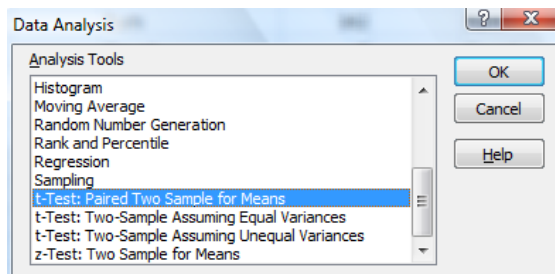 Data Analysis
Analysis Tools
Histogram
Moving Average
Random Number Generation
Rank and Percentile
Regression
Sampling
t-Test: Paired Two Sample for Means
t-Test: Two-Sample Assuming Equal Variances
t-Test: Two-Sample Assuming Unequal Variances
z-Test: Two Sample for Means
?
X
OK
Cancel
Help